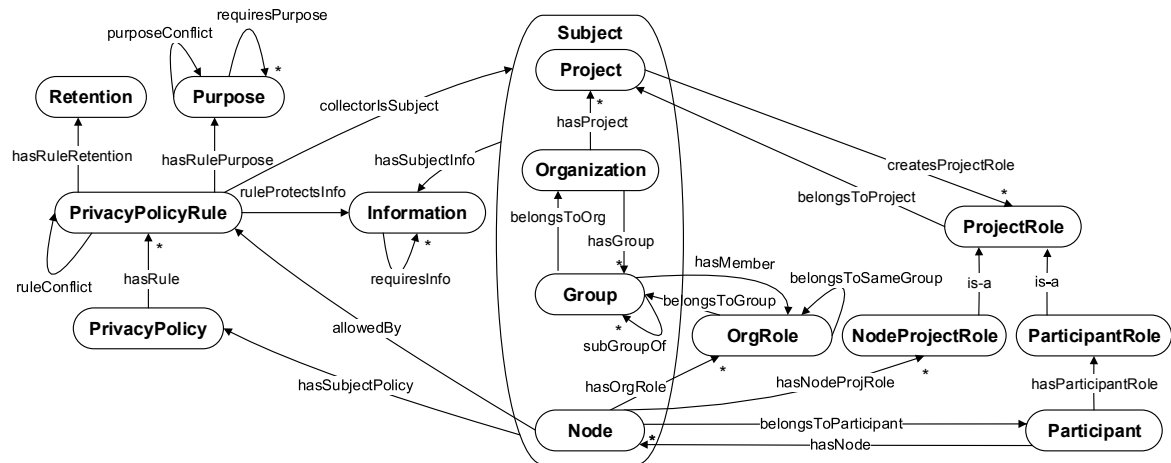 requiresPurpose
purposeConflict
*
Subject
Project
*
Retention
Purpose
collectorIsSubject
hasProject
hasRuleRetention
hasRulePurpose
hasSubjectInfo
Organization
createsProjectRole
*
ruleProtectsInfo
PrivacyPolicyRule
Information
*
belongsToOrg
belongsToProject
ProjectRole
*
hasGroup
*
ruleConflict
hasRule
requiresInfo
hasMember
belongsToSameGroup
is-a
is-a
Group
belongsToGroup
*
subGroupOf
PrivacyPolicy
allowedBy
OrgRole
*
NodeProjectRole
*
ParticipantRole
hasSubjectPolicy
hasOrgRole
hasNodeProjRole
hasParticipantRole
Node
*
belongsToParticipant
hasNode
Participant